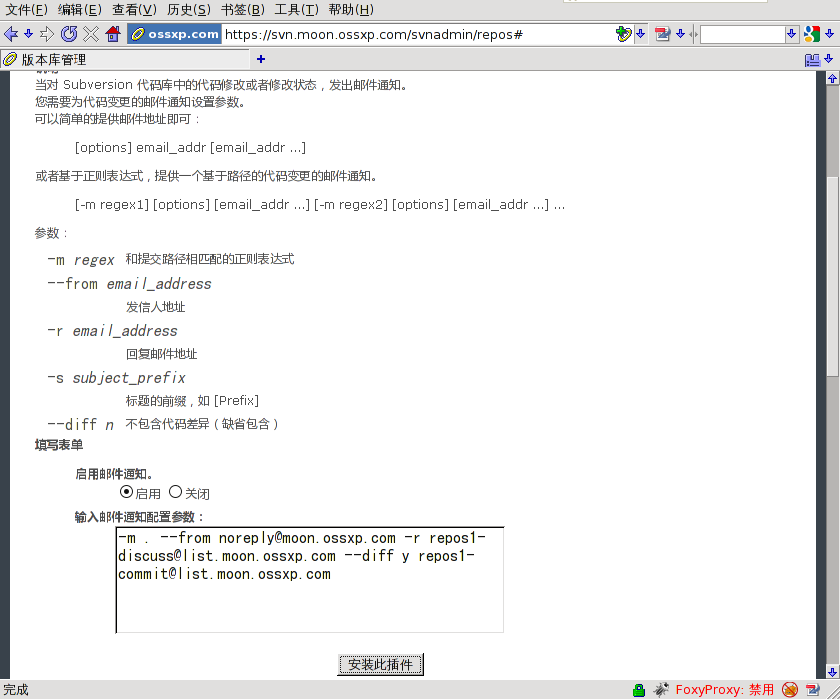 文件(F) 编辑(E) 查看(V) 历史(S) 书签(B) 工具(T) 帮助(H)
ossxp.com https://svn.moon.ossxp.com/svnadmin/repos#
版本库管理
当对 Subversion 代码库中的代码修改或者修改状态，发出邮件通知。
您需要为代码变更的邮件通知设置参数。
可以简单的提供邮件地址即可：
[options] email_addr [email_addr ...]
或者基于正则表达式，提供一个基于路径的代码变更的邮件通知。
[-m regex1] [options] [email_addr ...] [-m regex2] [options] [email_addr ...] ...
参数：
-m regex 和提交路径相匹配的正则表达式
--from email_address
发信人地址
-r email_address
回复邮件地址
-s subject_prefix
标题的前缀，如 [Prefix]
--diff n 不包含代码差异（缺省包含）
填写表单
启用邮件通知。
启用 关闭
输入邮件通知配置参数：
-m . --from noreply@moon.ossxp.com -r repos1-
discuss@list.moon.ossxp.com --diff y repos1-
commit@list.moon.ossxp.com
安装此插件
完成 FoxyProxy: 禁用